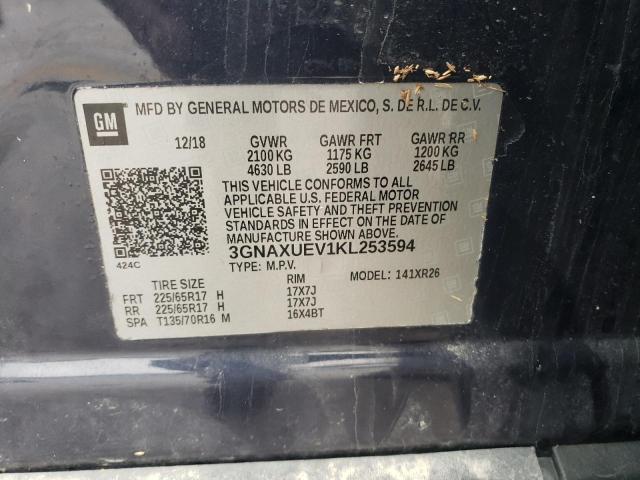 GM
MFD BY GENERAL MOTORS DE MEXICO, S. DE R.L. DE C.V.
12/18 GVWR GAWR FRT GAWR RR
2100 KG 1175 KG 1200 KG
4630 LB 2590 LB 2645 LB
THIS VEHICLE CONFORMS TO ALL
APPLICABLE U.S. FEDERAL MOTOR
VEHICLE SAFETY AND THEFT PREVENTION
STANDARDS IN EFFECT ON THE DATE OF
MANUFACTURE SHOWN ABOVE.
3GNAXUEV1KL253594
424C
TYPE: M.P.V. MODEL: 141XR26
TIRE SIZE RIM
FRT 225/65R17 H 17X7J
RR 225/65R17 H 17X7J
SPA T135/70R16 M 16X4BT